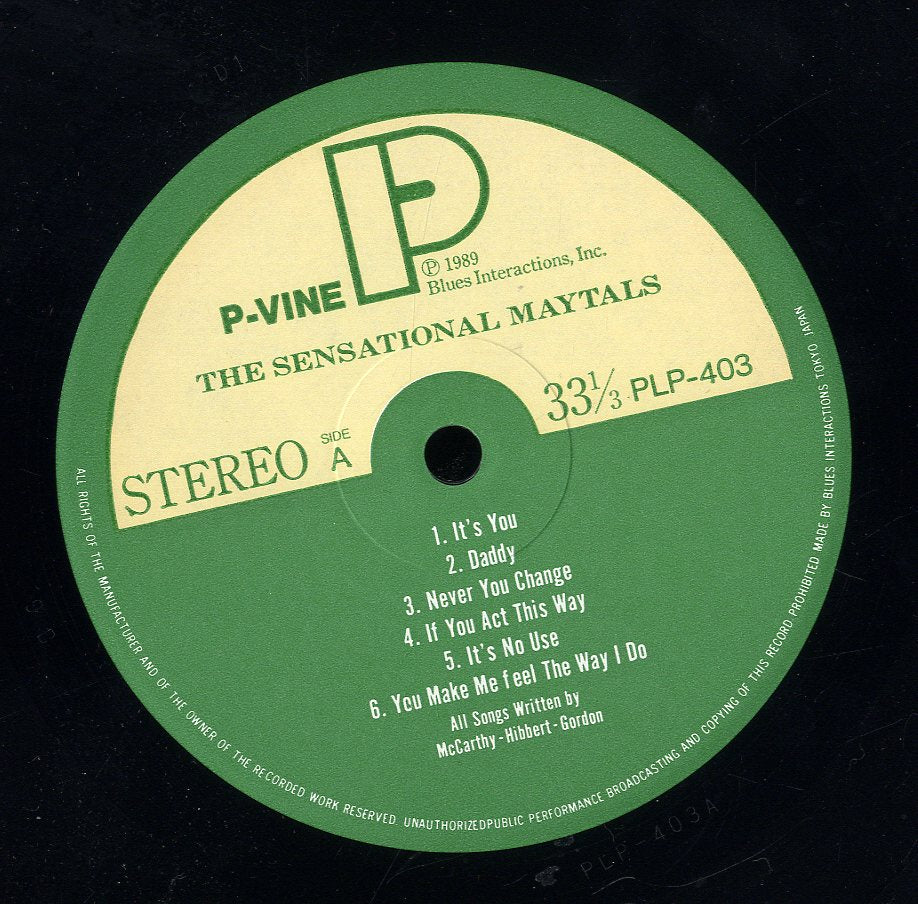 P-VINE
℗ 1989
Blues Interactions, Inc.
THE SENSATIONAL MAYTALS
STEREO
SIDE
A
33⅓ PLP-403
1. It's You
2. Daddy
3. Never You Change
4. If You Act This Way
5. It's No Use
6. You Make Me feel The Way I Do
All Songs Written by
McCarthy-Hibbert-Gordon
ALL RIGHTS OF THE MANUFACTURER AND OF THE OWNER OF THE RECORDED WORK RESERVED. UNAUTHORIZEDPUBLIC PERFORMANCE BROADCASTING AND COPYING OF THIS RECORD PROHIBITED MADE BY BLUES INTERACTIONS TOKYO JAPAN
PLP-403A